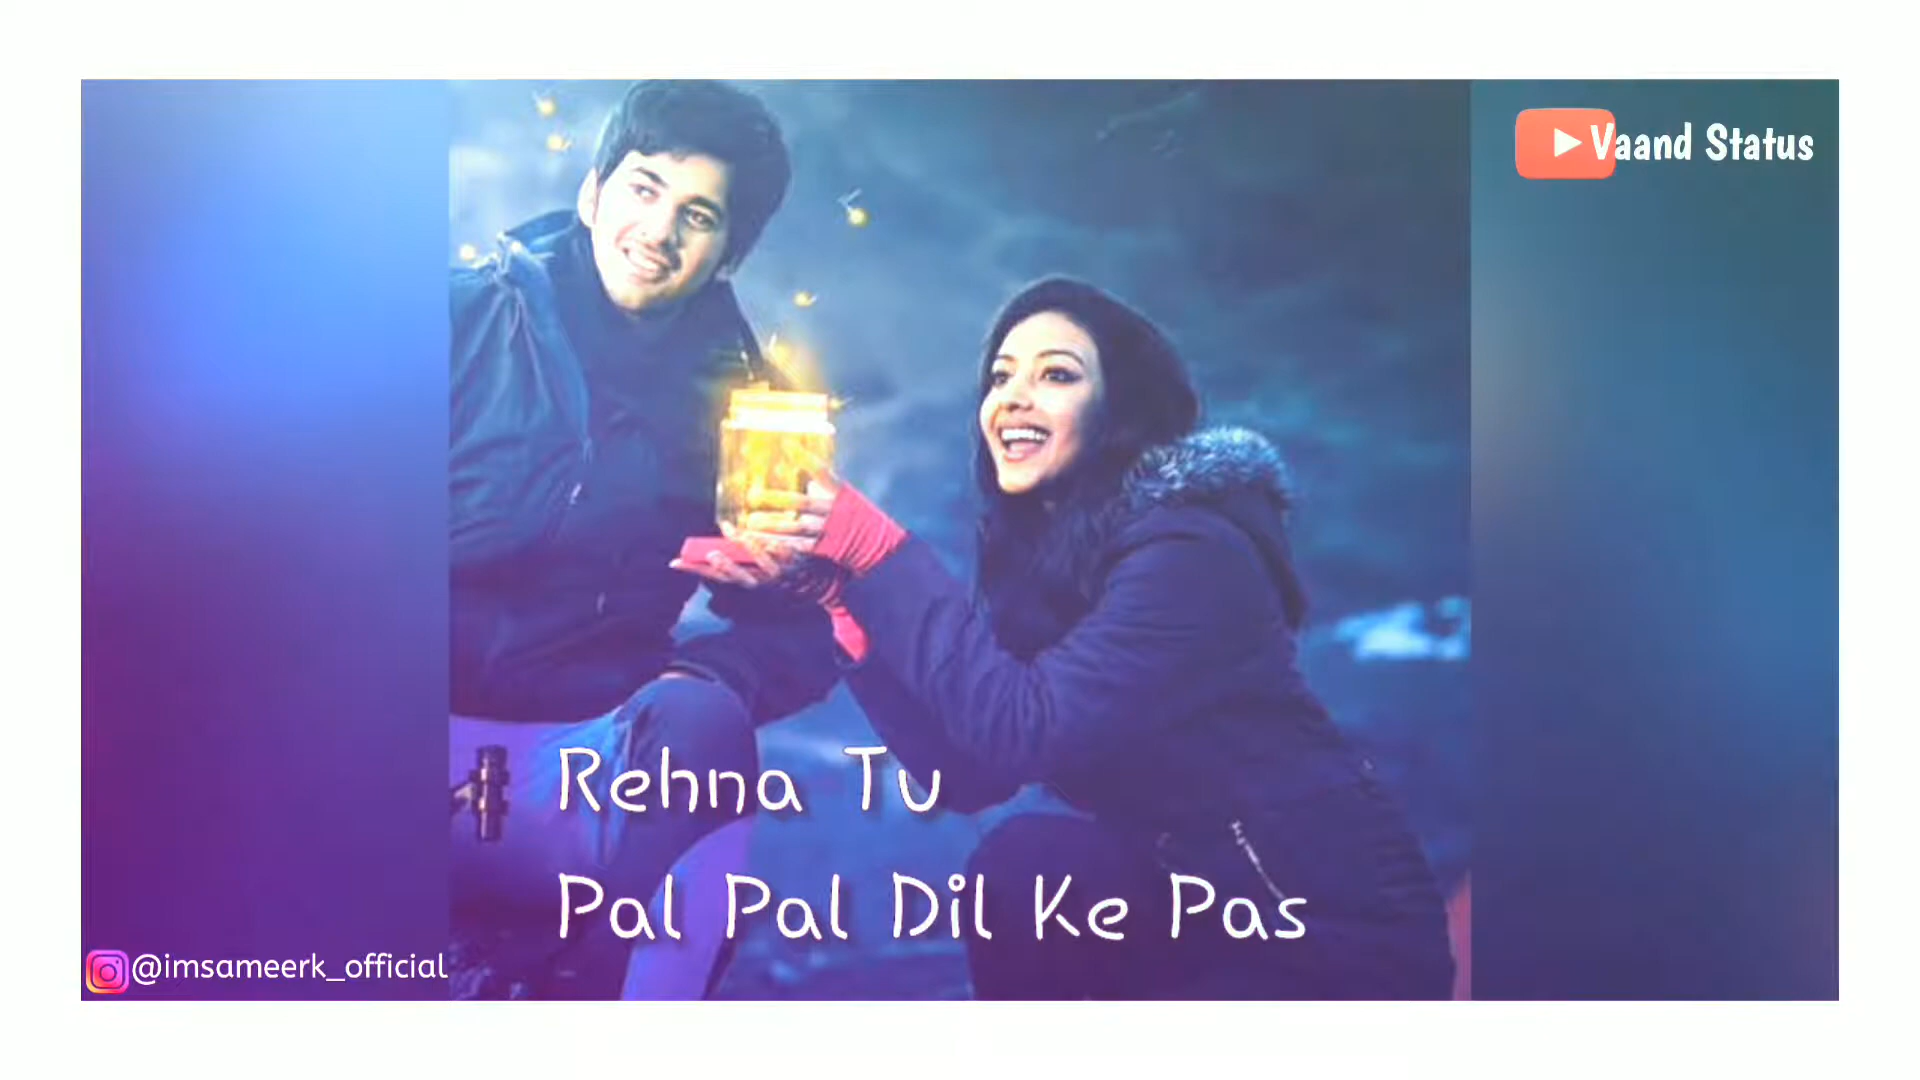 Vaand Status
Rehna Tu
Pal Pal Dil Ke Pas
@imsameerk_official